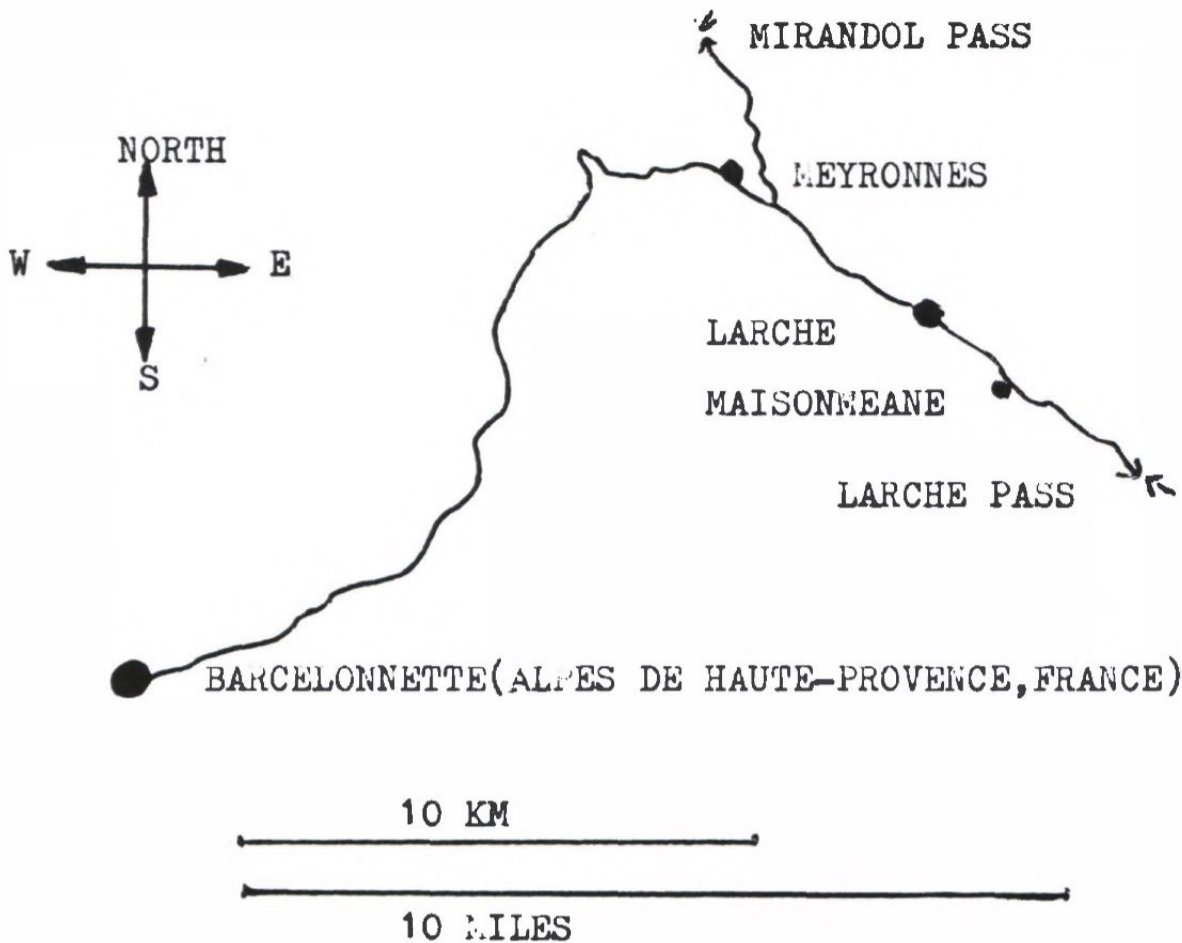 MIRANDOL PASS
NORTH
MEYRONNES
W E
LARCHE
S
MAISONMEANE
LARCHE PASS
BARCELONNETTE(ALPES DE HAUTE-PROVENCE,FRANCE)
10 KM
10 MILES